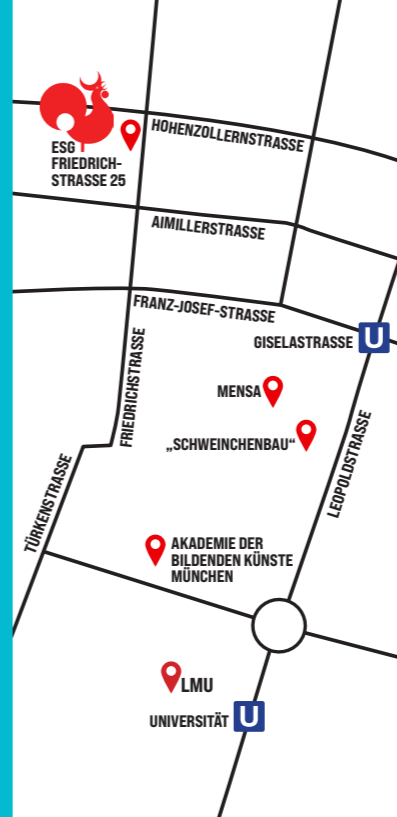 HOHENZOLLERNSTRASSE
ESG
FRIEDRICH-
STRASSE 25
AIMILLERSTRASSE
FRANZ-JOSEF-STRASSE
GISELASTRASSE U
FRIEDRICHSTRASSE
MENSA
„SCHWEINCHENBAU“
LEOPOLDSTRASSE
TÜRKENSTRASSE
AKADEMIE DER
BILDENDEN KÜNSTE
MÜNCHEN
LMU
UNIVERSITÄT U